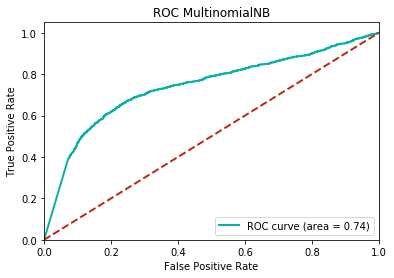 ROC MultinomialNB
True Positive Rate
1.0
0.8
0.6
0.4
0.2
0.0
ROC curve (area = 0.74)
0.0 0.2 0.4 0.6 0.8 1.0
False Positive Rate